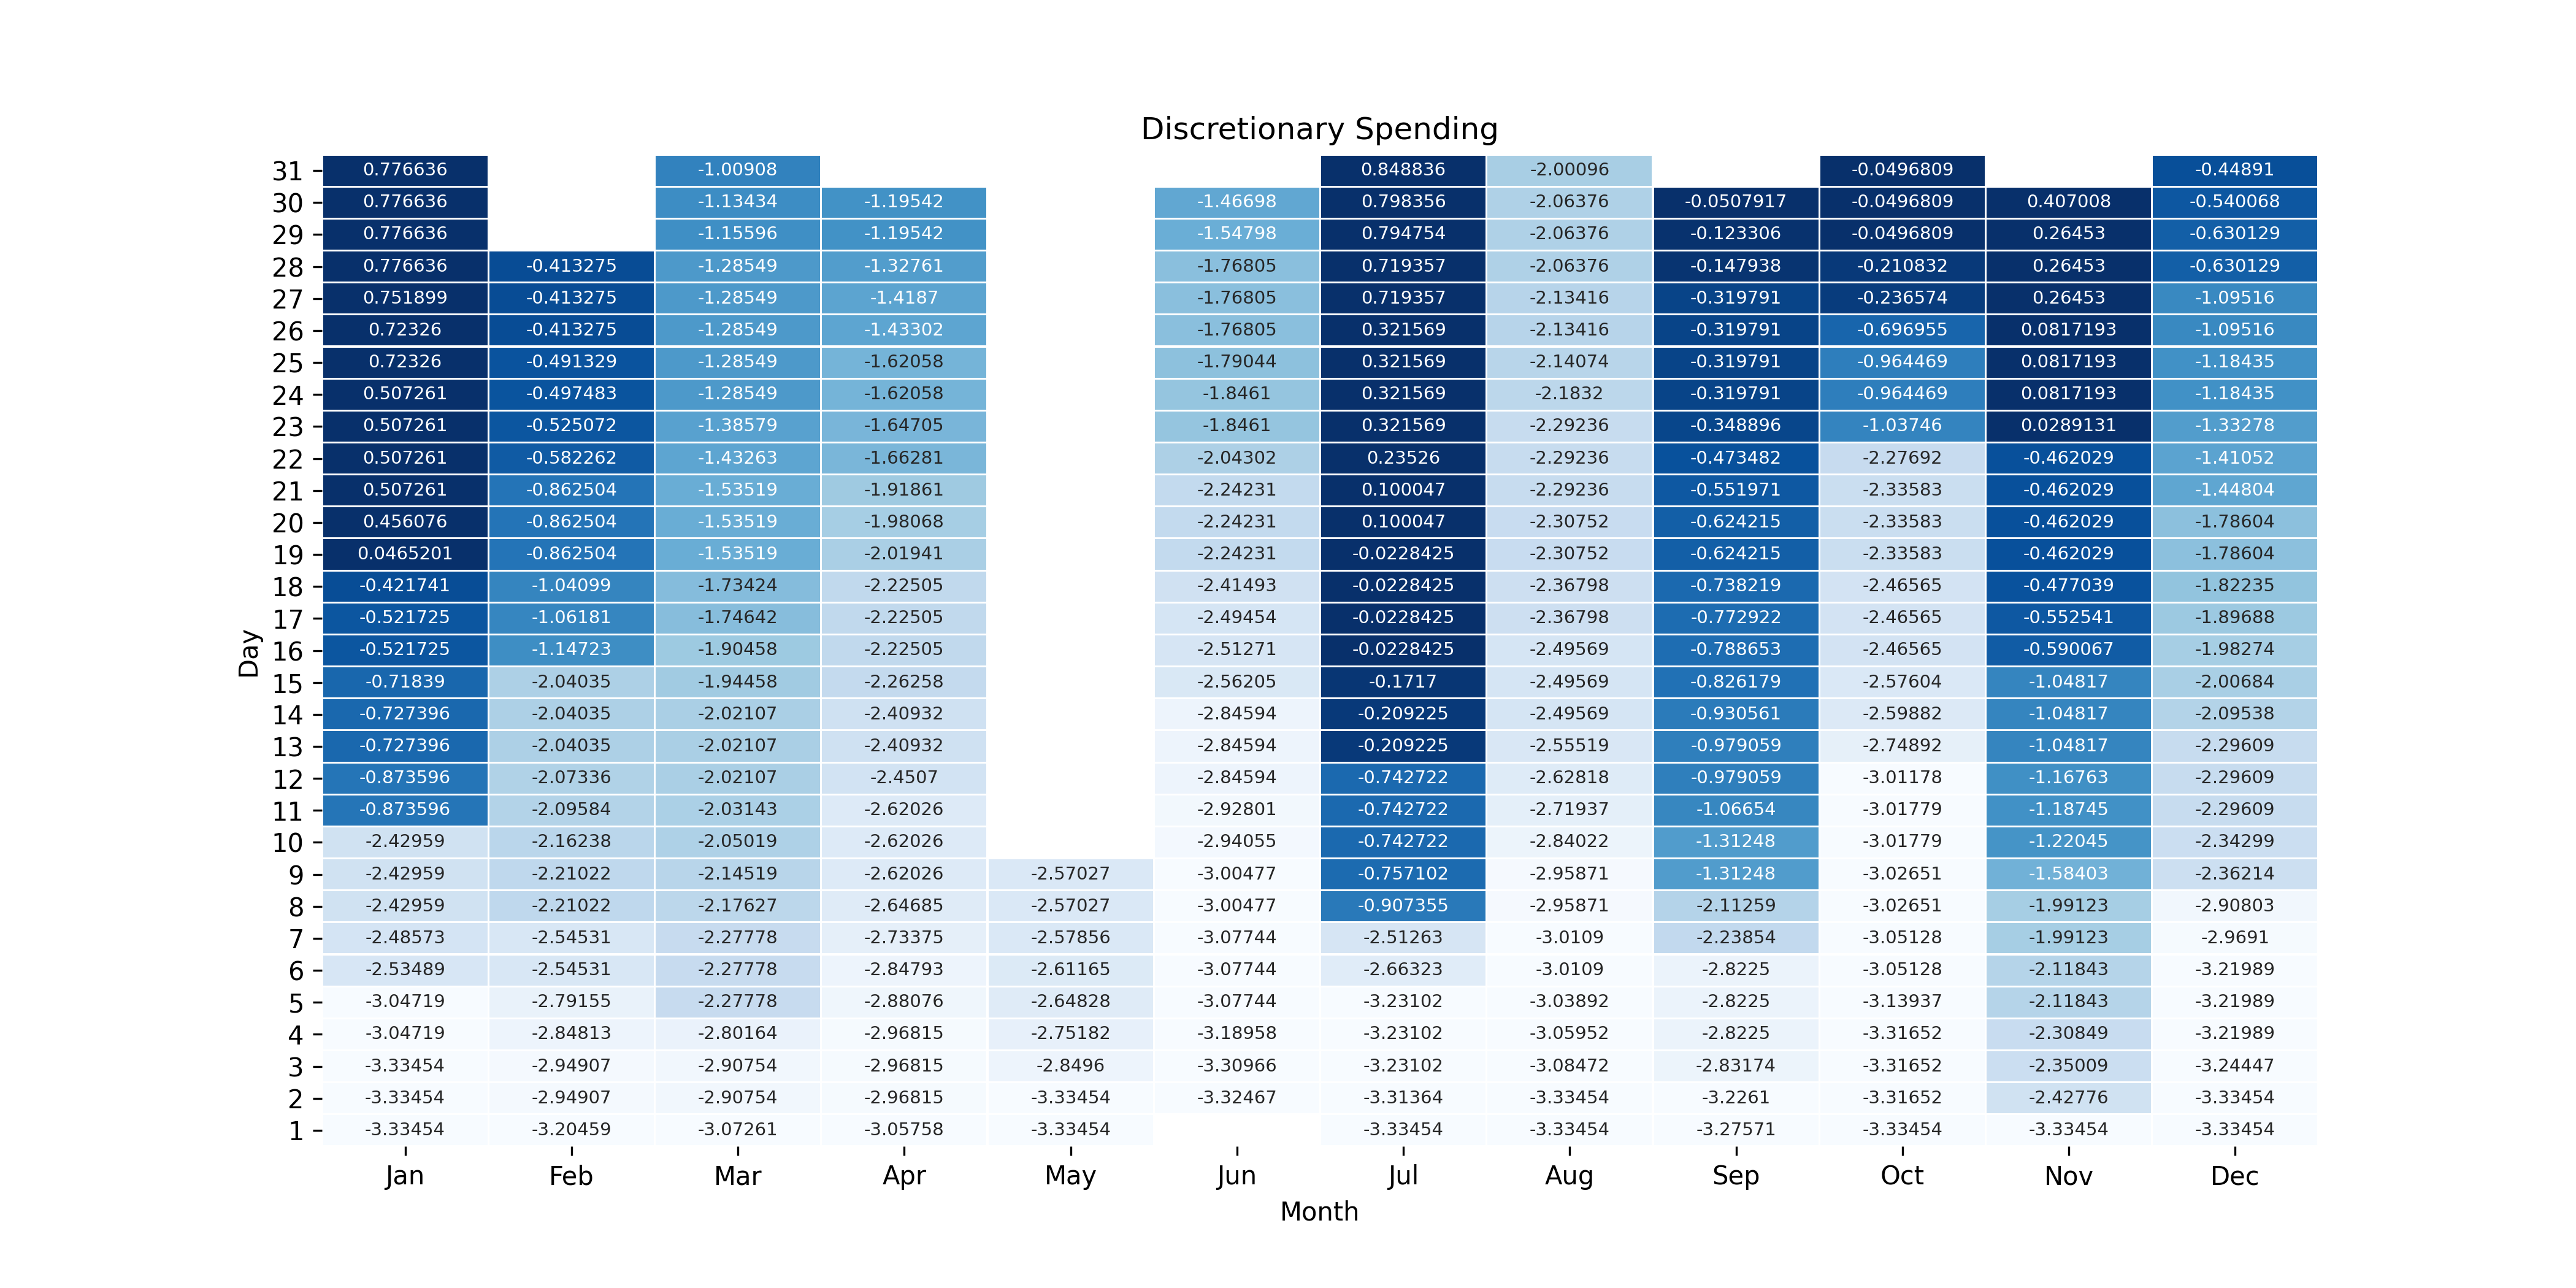 Discretionary Spending
31 0.776636 -1.00908 0.848836 -2.00096 -0.0496809 -0.44891
30 0.776636 -1.13434 -1.19542 -1.46698 0.798356 -2.06376 -0.0507917 -0.0496809 0.407008 -0.540068
29 0.776636 -1.15596 -1.19542 -1.54798 0.794754 -2.06376 -0.123306 -0.0496809 0.26453 -0.630129
28 0.776636 -0.413275 -1.28549 -1.32761 -1.76805 0.719357 -2.06376 -0.147938 -0.210832 0.26453 -0.630129
27 0.751899 -0.413275 -1.28549 -1.4187 -1.76805 0.719357 -2.13416 -0.319791 -0.236574 0.26453 -1.09516
26 0.72326 -0.413275 -1.28549 -1.43302 -1.76805 0.321569 -2.13416 -0.319791 -0.696955 0.0817193 -1.09516
25 0.72326 -0.491329 -1.28549 -1.62058 -1.79044 0.321569 -2.14074 -0.319791 -0.964469 0.0817193 -1.18435
24 0.507261 -0.497483 -1.28549 -1.62058 -1.8461 0.321569 -2.1832 -0.319791 -0.964469 0.0817193 -1.18435
23 0.507261 -0.525072 -1.38579 -1.64705 -1.8461 0.321569 -2.29236 -0.348896 -1.03746 0.0289131 -1.33278
22 0.507261 -0.582262 -1.43263 -1.66281 -2.04302 0.23526 -2.29236 -0.473482 -2.27692 -0.462029 -1.41052
21 0.507261 -0.862504 -1.53519 -1.91861 -2.24231 0.100047 -2.29236 -0.551971 -2.33583 -0.462029 -1.44804
20 0.456076 -0.862504 -1.53519 -1.98068 -2.24231 0.100047 -2.30752 -0.624215 -2.33583 -0.462029 -1.78604
19 0.0465201 -0.862504 -1.53519 -2.01941 -2.24231 -0.0228425 -2.30752 -0.624215 -2.33583 -0.462029 -1.78604
18 -0.421741 -1.04099 -1.73424 -2.22505 -2.41493 -0.0228425 -2.36798 -0.738219 -2.46565 -0.477039 -1.82235
17 -0.521725 -1.06181 -1.74642 -2.22505 -2.49454 -0.0228425 -2.36798 -0.772922 -2.46565 -0.552541 -1.89688
16 -0.521725 -1.14723 -1.90458 -2.22505 -2.51271 -0.0228425 -2.49569 -0.788653 -2.46565 -0.590067 -1.98274
15 -0.71839 -2.04035 -1.94458 -2.26258 -2.56205 -0.1717 -2.49569 -0.826179 -2.57604 -1.04817 -2.00684
14 -0.727396 -2.04035 -2.02107 -2.40932 -2.84594 -0.209225 -2.49569 -0.930561 -2.59882 -1.04817 -2.09538
13 -0.727396 -2.04035 -2.02107 -2.40932 -2.84594 -0.209225 -2.55519 -0.979059 -2.74892 -1.04817 -2.29609
12 -0.873596 -2.07336 -2.02107 -2.4507 -2.84594 -0.742722 -2.62818 -0.979059 -3.01178 -1.16763 -2.29609
11 -0.873596 -2.09584 -2.03143 -2.62026 -2.92801 -0.742722 -2.71937 -1.06654 -3.01779 -1.18745 -2.29609
10 -2.42959 -2.16238 -2.05019 -2.62026 -2.94055 -0.742722 -2.84022 -1.31248 -3.01779 -1.22045 -2.34299
9 -2.42959 -2.21022 -2.14519 -2.62026 -2.57027 -3.00477 -0.757102 -2.95871 -1.31248 -3.02651 -1.58403 -2.36214
8 -2.42959 -2.21022 -2.17627 -2.64685 -2.57027 -3.00477 -0.907355 -2.95871 -2.11259 -3.02651 -1.99123 -2.90803
7 -2.48573 -2.54531 -2.27778 -2.73375 -2.57856 -3.07744 -2.51263 -3.0109 -2.23854 -3.05128 -1.99123 -2.9691
6 -2.53489 -2.54531 -2.27778 -2.84793 -2.61165 -3.07744 -2.66323 -3.0109 -2.8225 -3.05128 -2.11843 -3.21989
5 -3.04719 -2.79155 -2.27778 -2.88076 -2.64828 -3.07744 -3.23102 -3.03892 -2.8225 -3.13937 -2.11843 -3.21989
4 -3.04719 -2.84813 -2.80164 -2.96815 -2.75182 -3.18958 -3.23102 -3.05952 -2.8225 -3.31652 -2.30849 -3.21989
3 -3.33454 -2.94907 -2.90754 -2.96815 -2.8496 -3.30966 -3.23102 -3.08472 -2.83174 -3.31652 -2.35009 -3.24447
2 -3.33454 -2.94907 -2.90754 -2.96815 -3.33454 -3.32467 -3.31364 -3.33454 -3.2261 -3.31652 -2.42776 -3.33454
1 -3.33454 -3.20459 -3.07261 -3.05758 -3.33454 -3.33454 -3.33454 -3.27571 -3.33454 -3.33454 -3.33454
Jan Feb Mar Apr May Jun Jul Aug Sep Oct Nov Dec
Month
Day